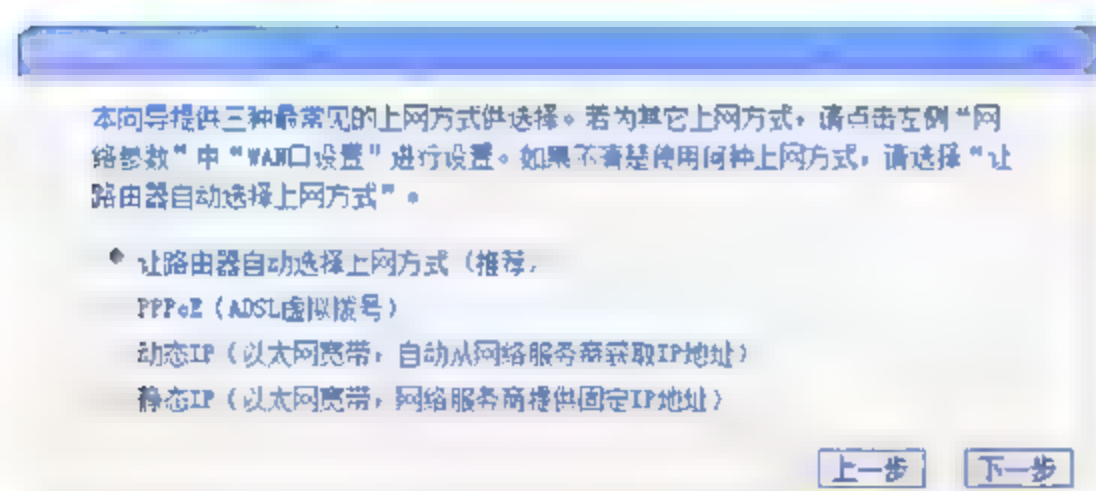 本向导提供三种最常见的上网方式供选择。若为其它上网方式，请点击左侧“网
络参数”中“WAN口设置”进行设置。如果不清楚使用何种上网方式，请选择“让
路由器自动选择上网方式”。
让路由器自动选择上网方式（推荐）
PPPoE（ADSL虚拟拨号）
动态IP（以太网宽带，自动从网络服务商获取IP地址）
静态IP（以太网宽带，网络服务商提供固定IP地址）
上一步 下一步